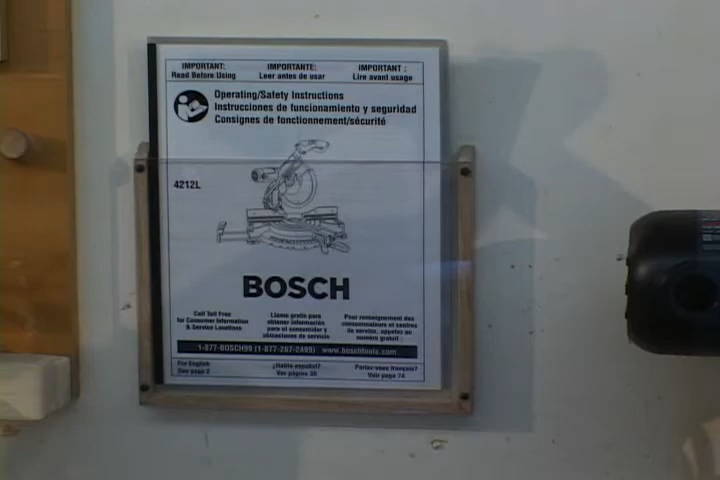 IMPORTANT: IMPORTANTE: IMPORTANT :
Read Before Using Leer antes de usar Lire avant usage
Operating/Safety Instructions
Instrucciones de funcionamiento y seguridad
Consignes de fonctionnement/sécurité
4212L
BOSCH
Call Toll Free
for Consumer Information
& Service Locations
Llame gratis para
obtener información
para el consumidor y
ubicaciones de servicio
Pour renseignement des
consommateurs et centres
de service, appelez au
numéro gratuit :
1-877-BOSCH99 (1-877-267-2499) www.boschtools.com
For English
See page 2
¿Hablo español?
Ver página 38
Parlez-vous français?
Voir page 74